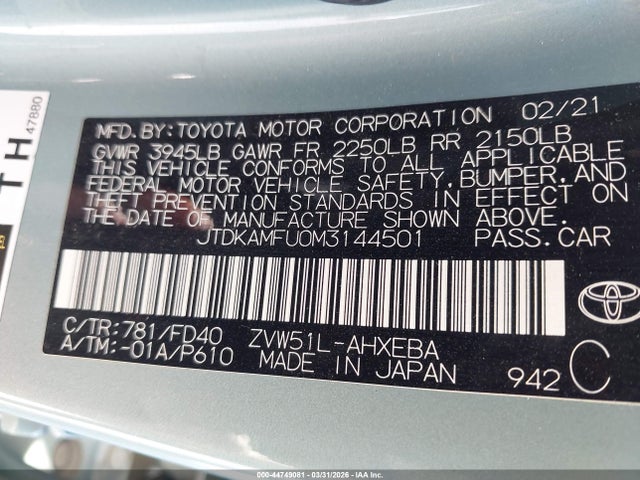 MFD. BY: TOYOTA MOTOR CORPORATION 02/21
GVWR 3945LB GAWR FR 2250LB RR 2150LB
THIS VEHICLE CONFORMS TO ALL APPLICABLE
FEDERAL MOTOR VEHICLE SAFETY, BUMPER, AND
THEFT PREVENTION STANDARDS IN EFFECT ON
THE DATE OF MANUFACTURE SHOWN ABOVE.
JTDKAMFU0M3144501 PASS.CAR
C/TR: 781/FD40 ZVW51L-AHXEBA
A/TM: -01A/P610 MADE IN JAPAN 942 C
TH 47880
000-44749081 - 03/31/2026 - IAA Inc.